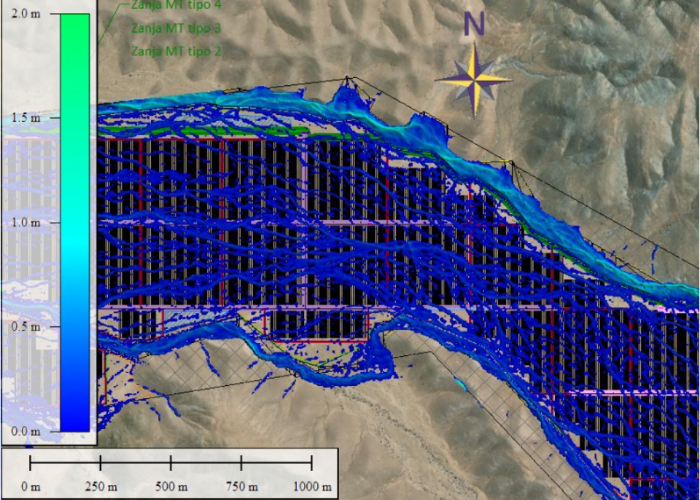 Zanja MT tipo 4
Zanja MT tipo 3
Zanja MT tipo 2
N
2.0 m
1.5 m
1.0 m
0.5 m
0.0 m
0 m 250 m 500 m 750 m 1000 m